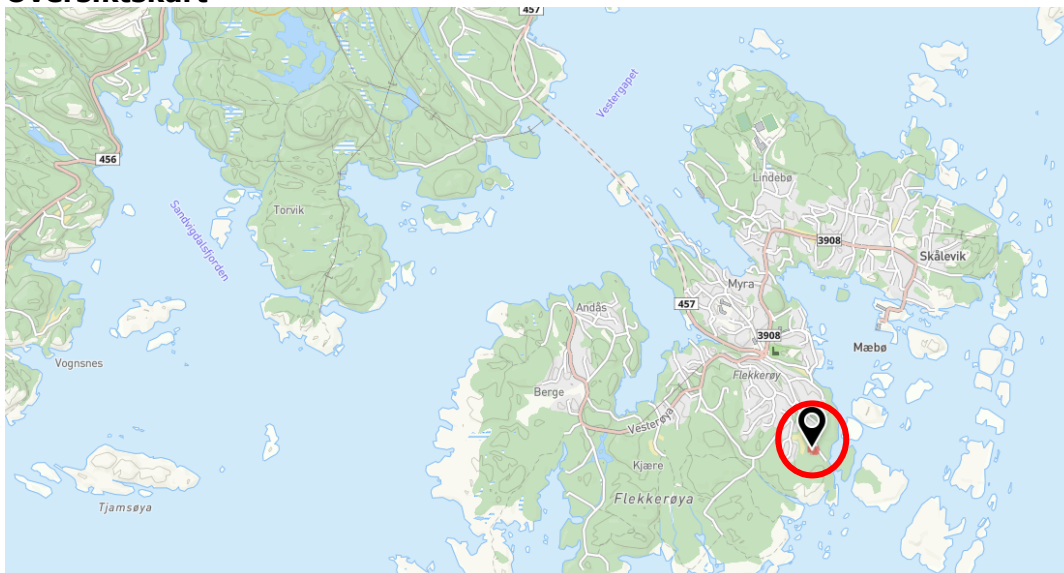 Oversiktskart
457
Vestergapet
456
Lindebø
Torvik
Sandvigdalsfjorden
3908
Skålevik
Myra
457
Andås
3908
Mæbø
Vognsnes
Flekkerøy
Berge
Vesterøya
Kjære
Flekkerøya
Tjamsøya